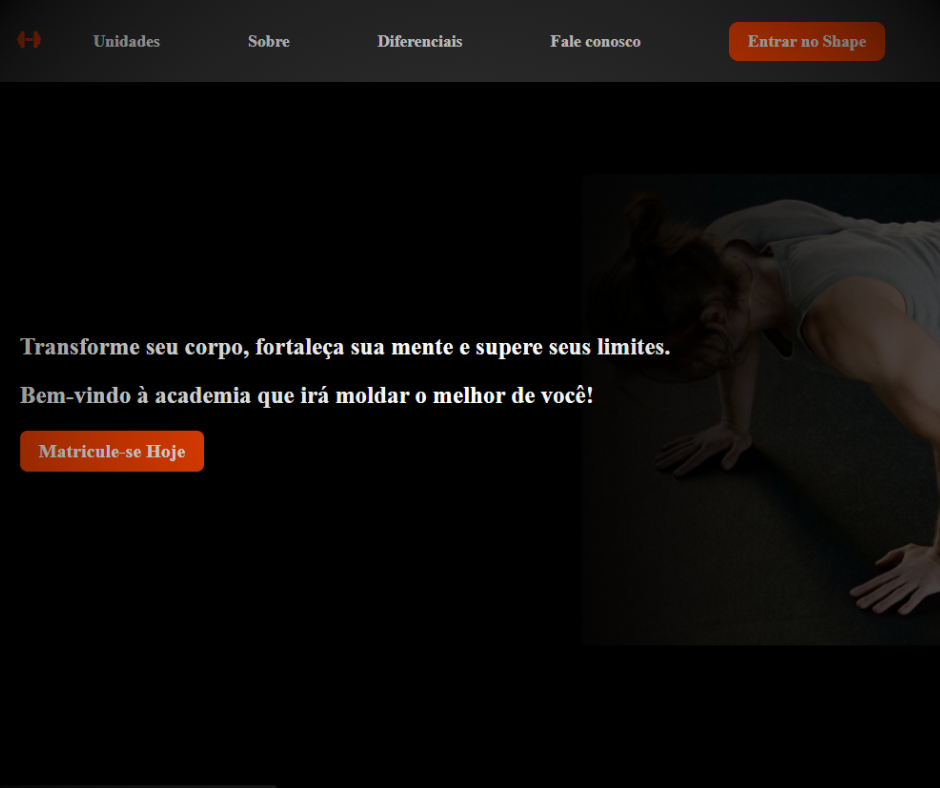 Unidades
Sobre
Diferenciais
Fale conosco
Entrar no Shape
Transforme seu corpo, fortaleça sua mente e supere seus limites.
Bem-vindo à academia que irá moldar o melhor de você!
Matricule-se Hoje